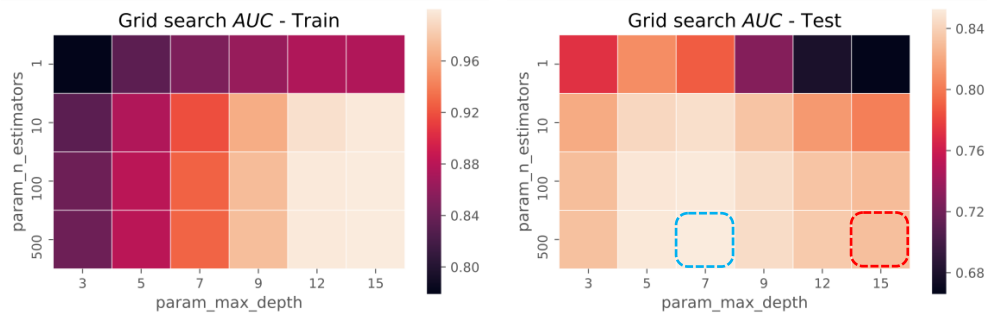 Grid search AUC - Train
param_n_estimators
1
10
100
500
3 5 7 9 12 15
param_max_depth
0.96
0.92
0.88
0.84
0.80
Grid search AUC - Test
param_n_estimators
1
10
100
500
3 5 7 9 12 15
param_max_depth
0.84
0.80
0.76
0.72
0.68